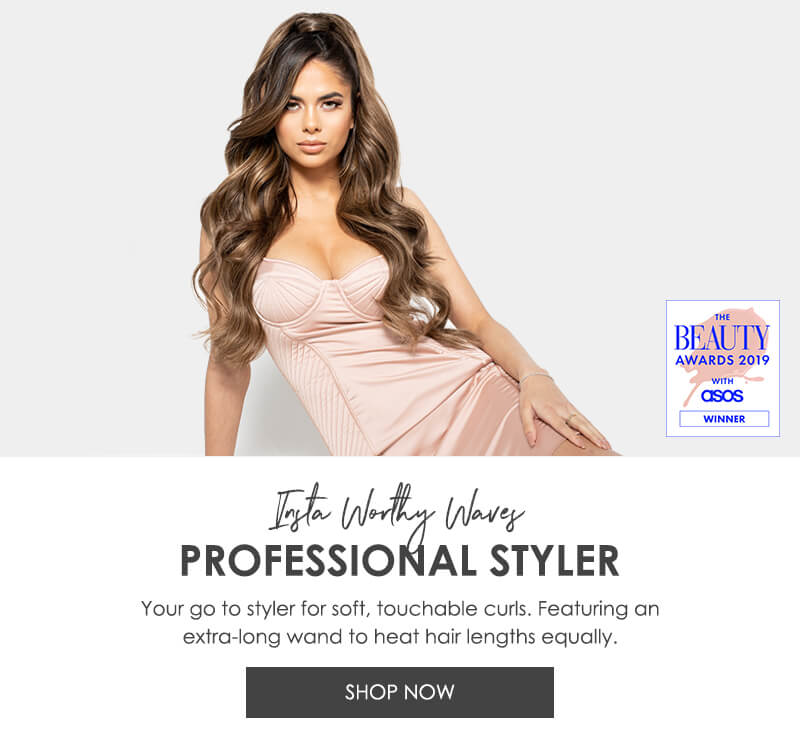 THE
BEAUTY
AWARDS 2019
WITH
asos
WINNER
Insta Worthy Waves
PROFESSIONAL STYLER
Your go to styler for soft, touchable curls. Featuring an
extra-long wand to heat hair lengths equally.
SHOP NOW